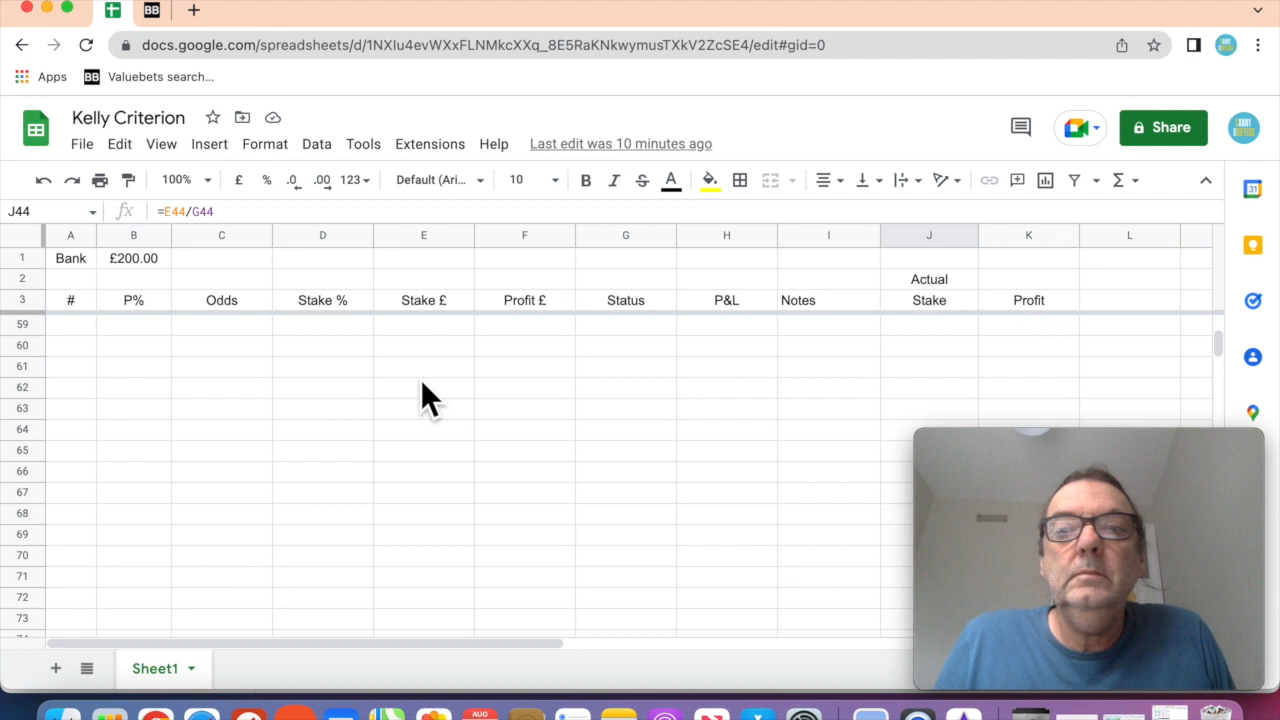 BB
docs.google.com/spreadsheets/d/1NXIu4evWXxFLNMkcXXq_8E5RaKNkwymusTXkV2ZcSE4/edit#gid=0
Apps BB Valuebets search...
Kelly Criterion
File Edit View Insert Format Data Tools Extensions Help Last edit was 10 minutes ago
Share
100% £ % .0 .00 123 Default (Ari... 10 B I S A
J44 fx =E44/G44
A B C D E F G H I J K L
1 Bank £200.00
2 Actual
3 # P% Odds Stake % Stake £ Profit £ Status P&L Notes Stake Profit
59
60
61
62
63
64
65
66
67
68
69
70
71
72
73
Sheet1
AUG
31